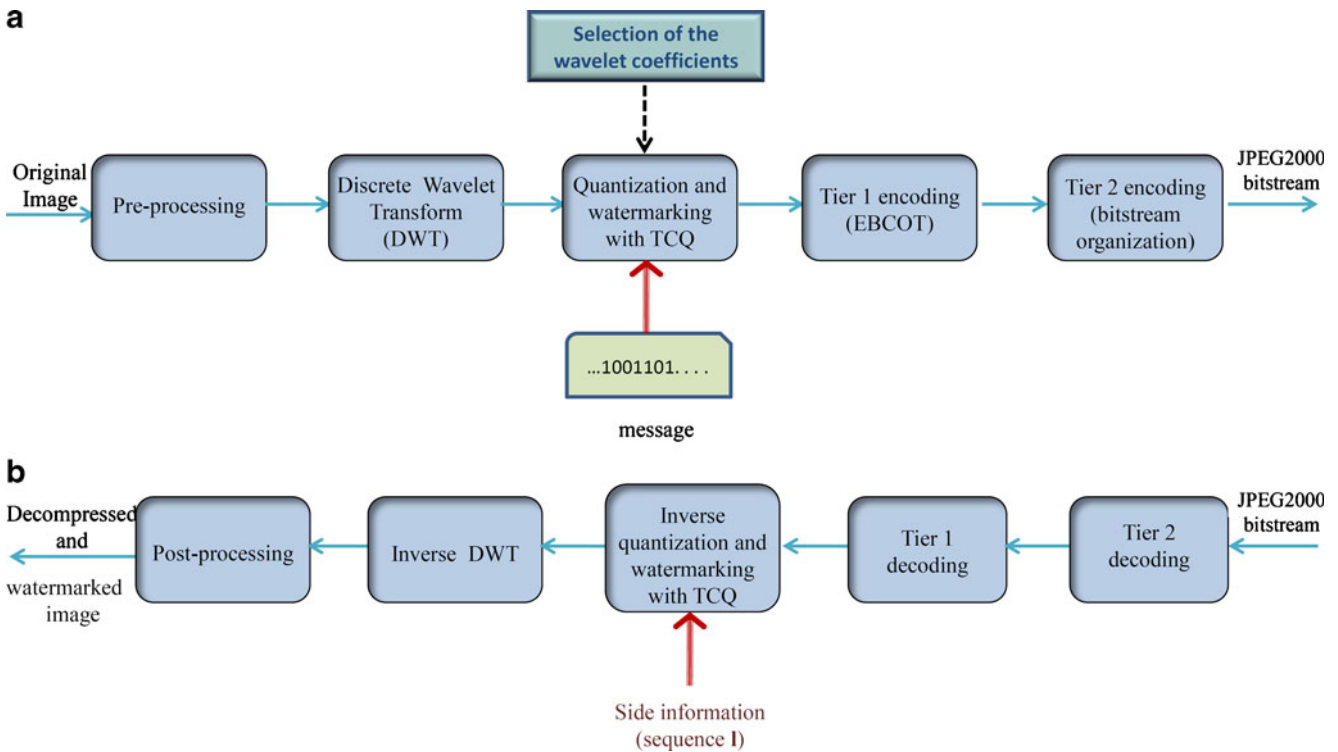 a
Selection of the
wavelet coefficients
Original
Image
Pre-processing
Discrete Wavelet
Transform
(DWT)
Quantization and
watermarking
with TCQ
Tier 1 encoding
(EBCOT)
Tier 2 encoding
(bitstream
organization)
JPEG2000
bitstream
...1001101. . . .
message
b
Decompressed
and
watermarked
image
Post-processing
Inverse DWT
Inverse
quantization and
watermarking
with TCQ
Tier 1
decoding
Tier 2
decoding
JPEG2000
bitstream
Side information
(sequence l)